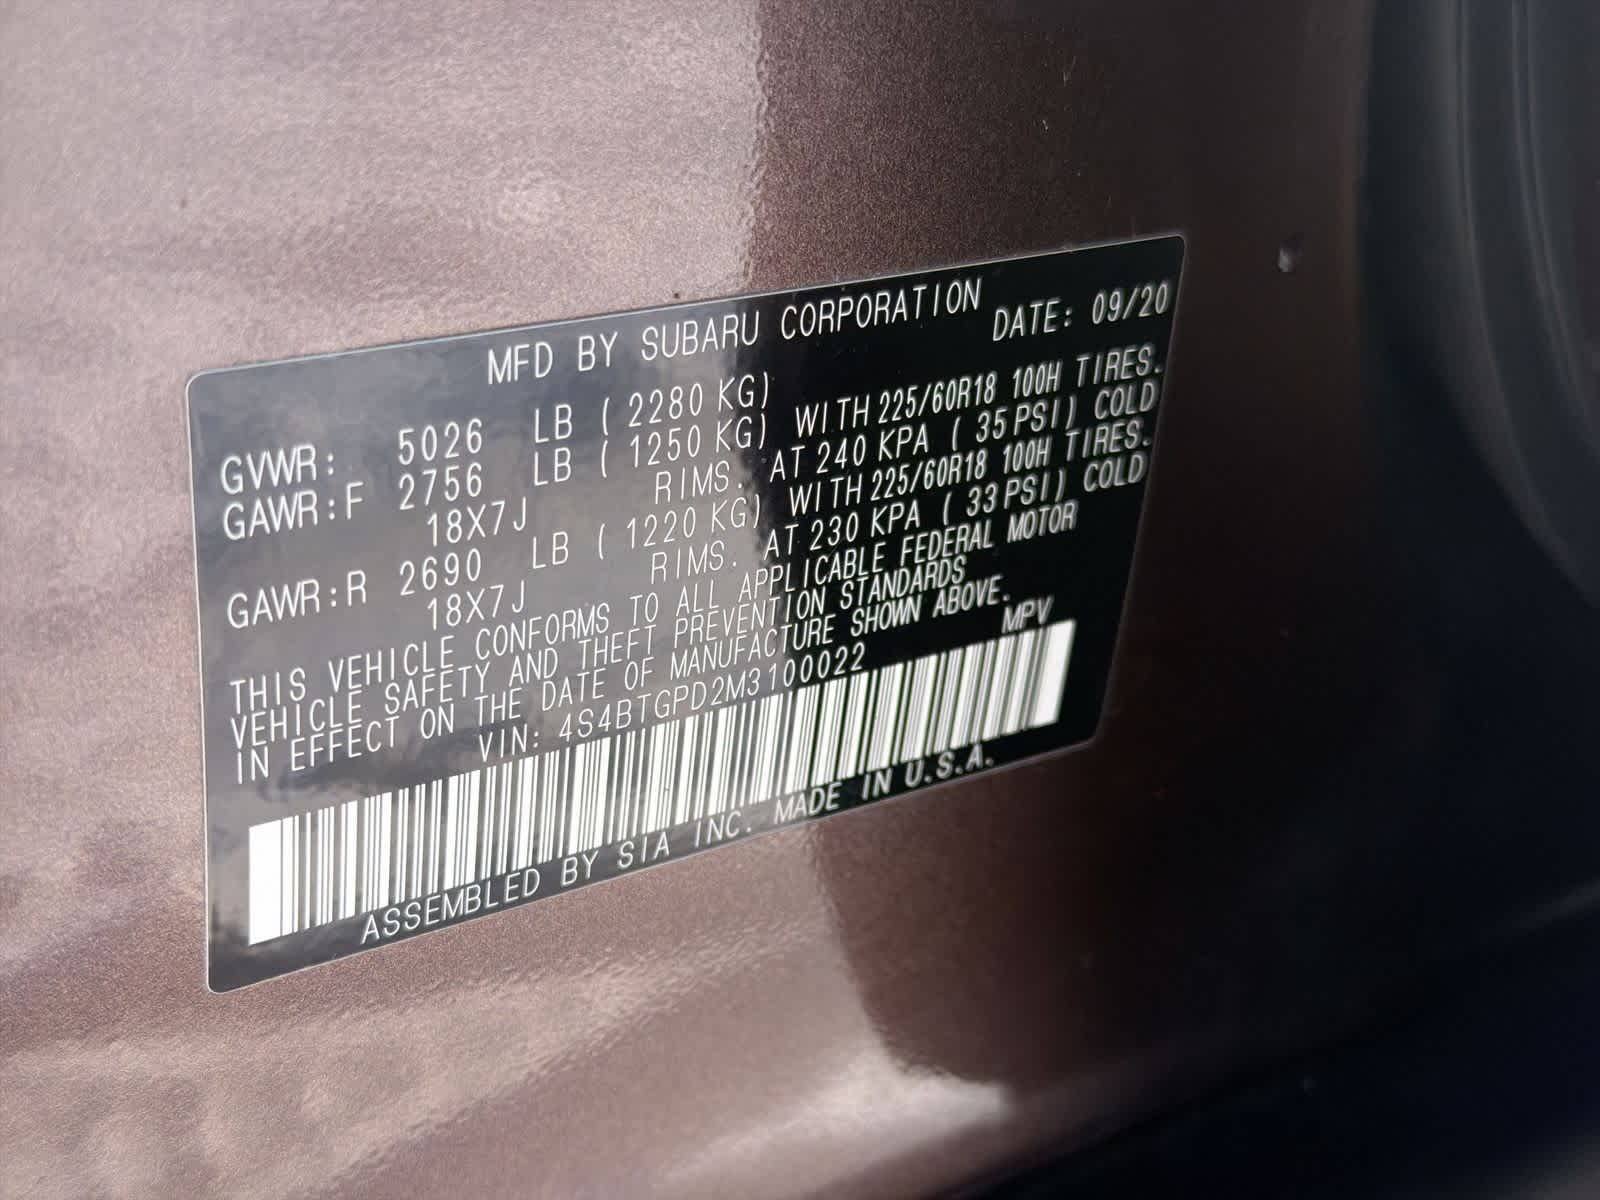 MFD BY SUBARU CORPORATION
DATE: 09/20
GVWR: 5026 LB ( 2280 KG)
GAWR:F 2756 LB ( 1250 KG) WITH 225/60R18 100H TIRES.
18X7J RIMS. AT 240 KPA ( 35 PSI) COLD
GAWR:R 2690 LB ( 1220 KG) WITH 225/60R18 100H TIRES.
18X7J RIMS. AT 230 KPA ( 33 PSI) COLD
THIS VEHICLE CONFORMS TO ALL APPLICABLE FEDERAL MOTOR
VEHICLE SAFETY AND THEFT PREVENTION STANDARDS
IN EFFECT ON THE DATE OF MANUFACTURE SHOWN ABOVE.
VIN: 4S4BTGPD2M3100022 MPV
ASSEMBLED BY SIA INC. MADE IN U.S.A.